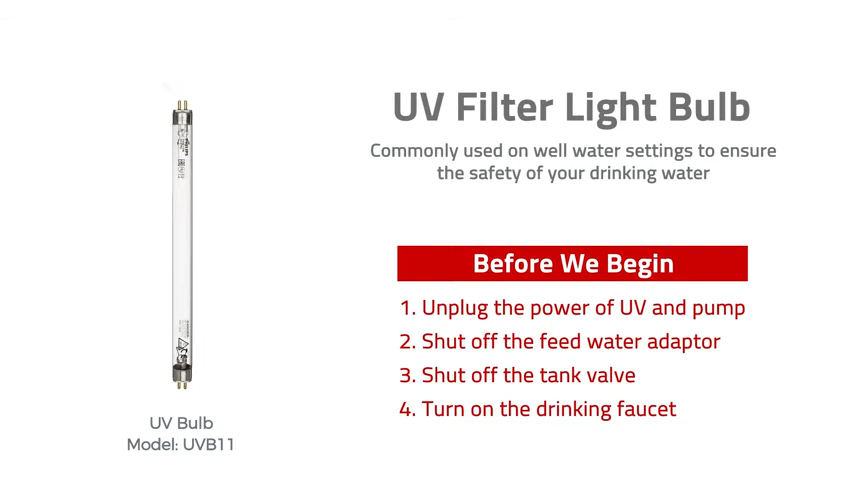 UV Filter Light Bulb
Commonly used on well water settings to ensure
the safety of your drinking water
Before We Begin
1. Unplug the power of UV and pump
2. Shut off the feed water adaptor
3. Shut off the tank valve
4. Turn on the drinking faucet
UV Bulb
Model: UVB11